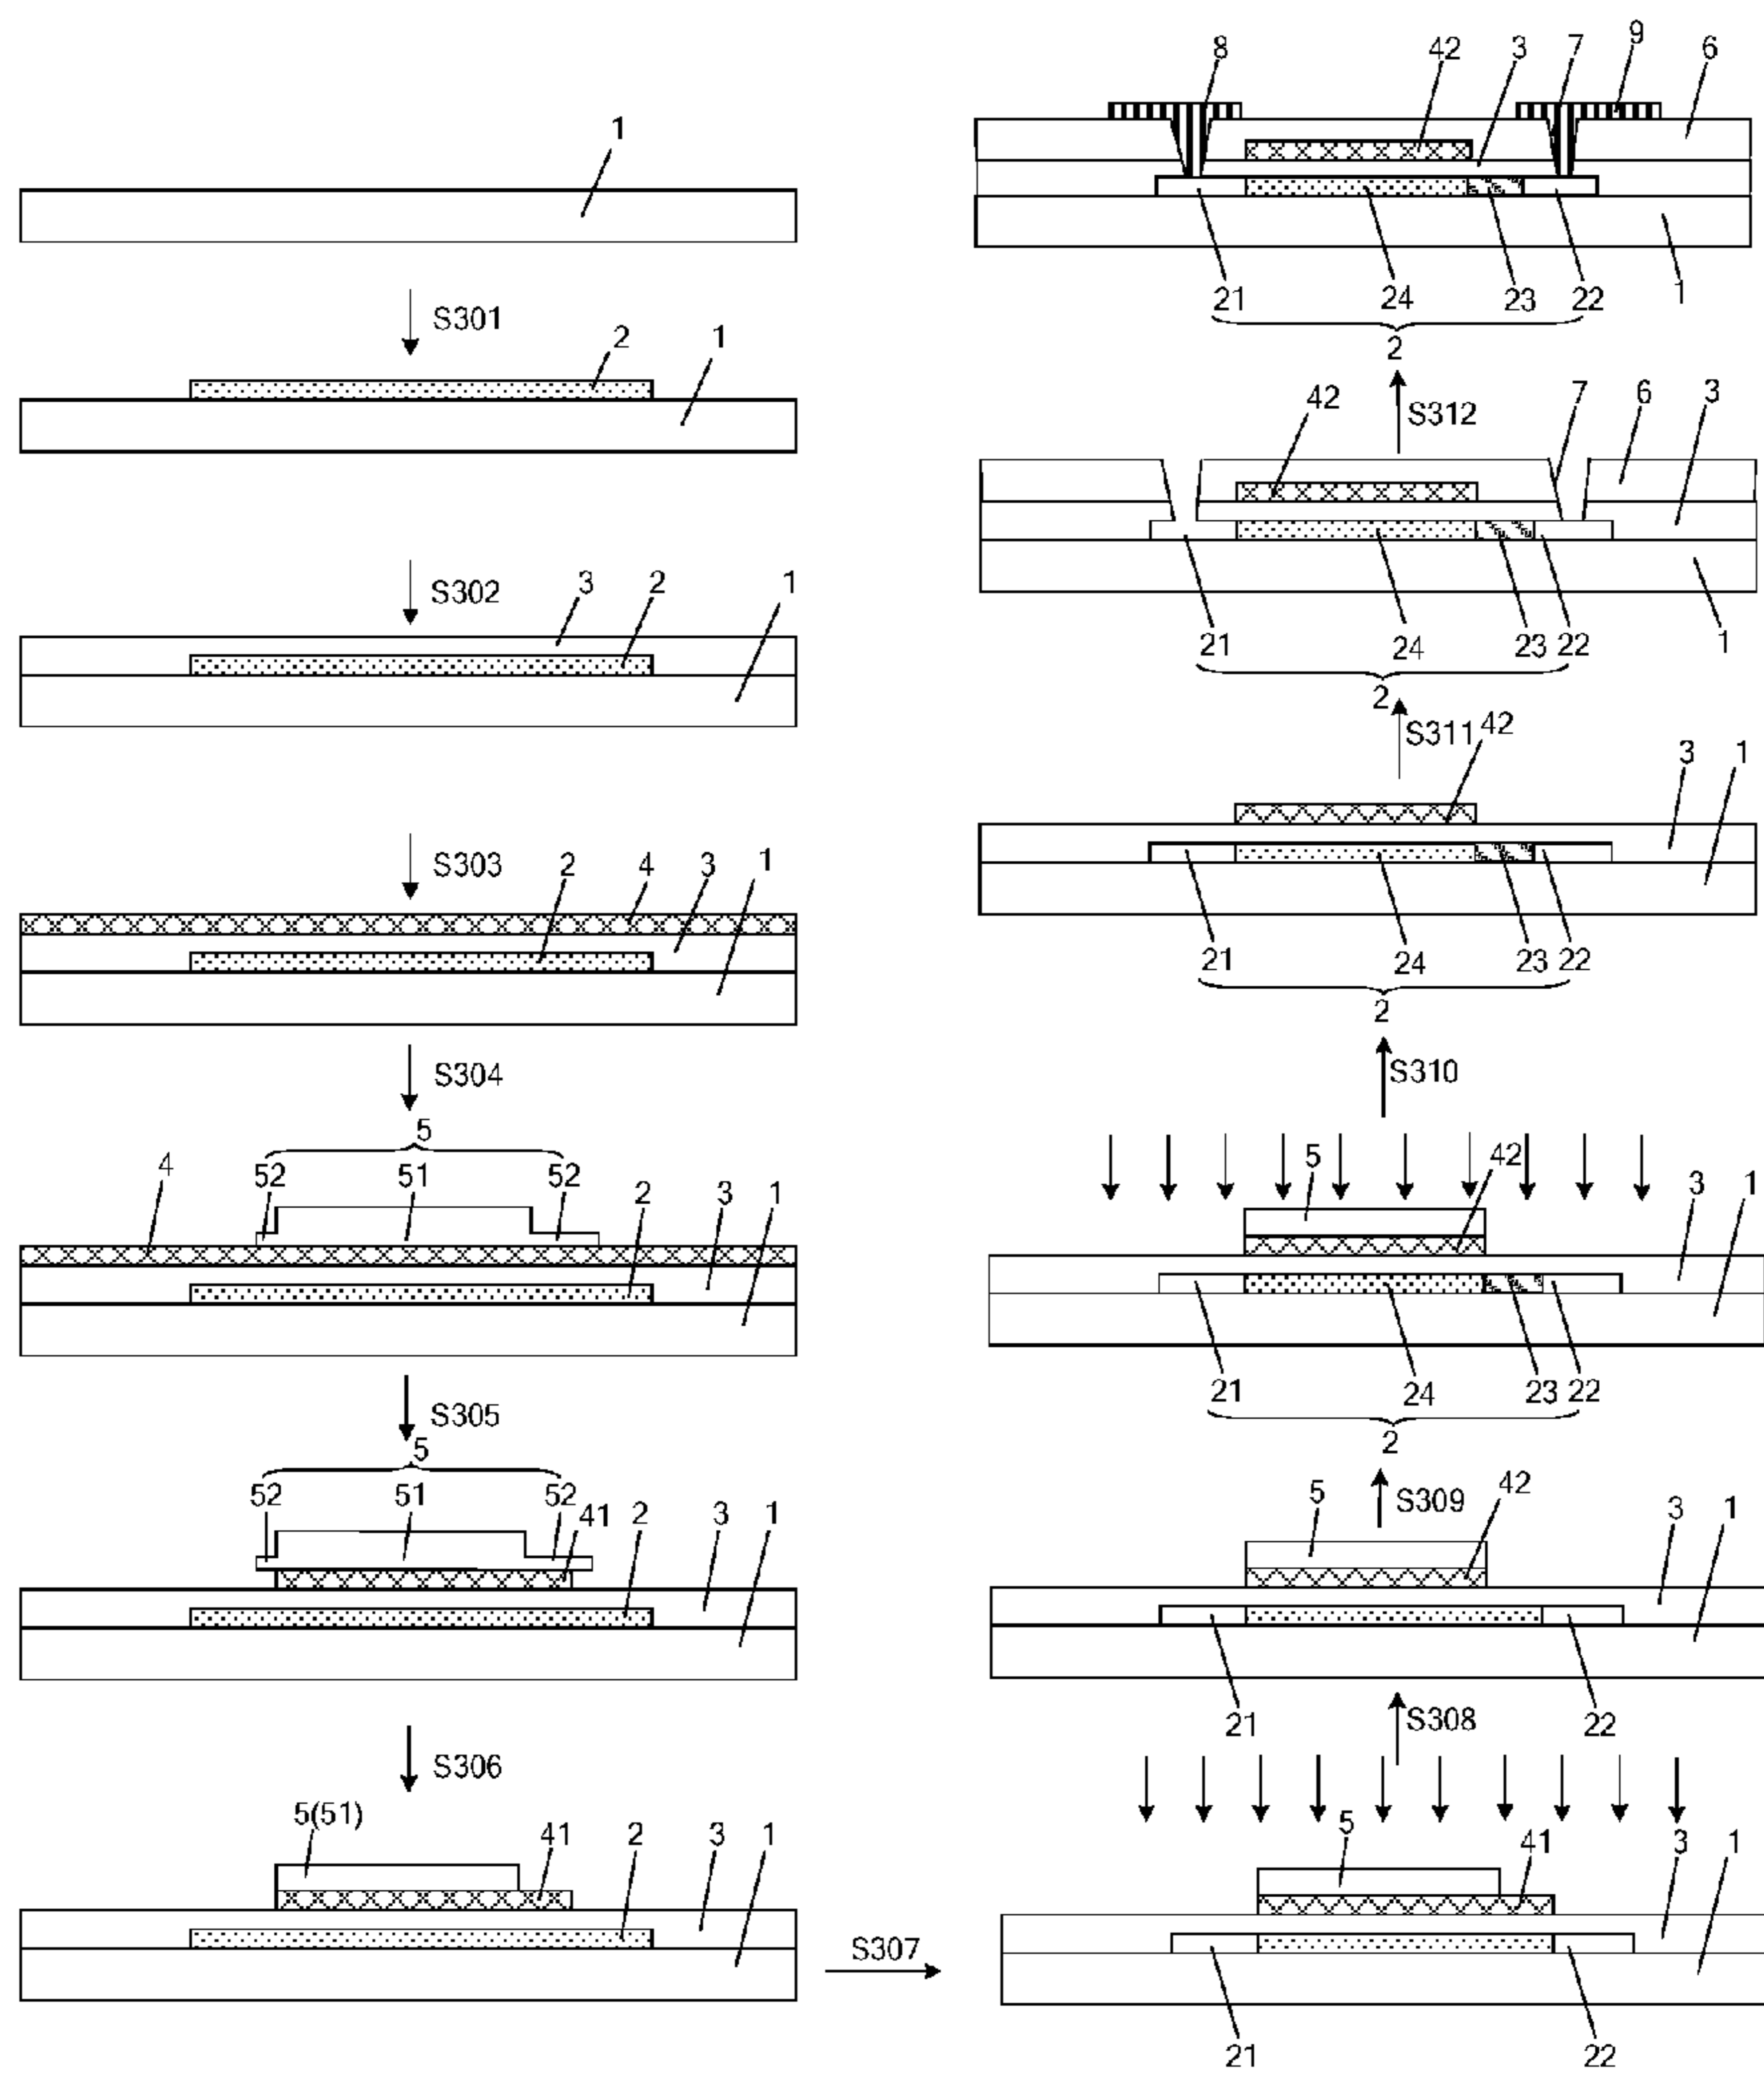 1
S301
2 1
S302
3 2 1
S303
2 4 3 1
S304
5
4 52 51 52 2 3 1
S305
5
52 51 52 41 2 3 1
S306
5(51) 41 2 3 1
S307
5 41 3 1
21 22
S308
5 42 3 1
21 22
S309
5 42 3 1
21 24 23 22
2
S310
42 3 1
21 24 23 22
2
S311
42 7 6 3
21 24 23 22 1
2
S312
8 42 3 7 9 6
21 24 23 22 1
2